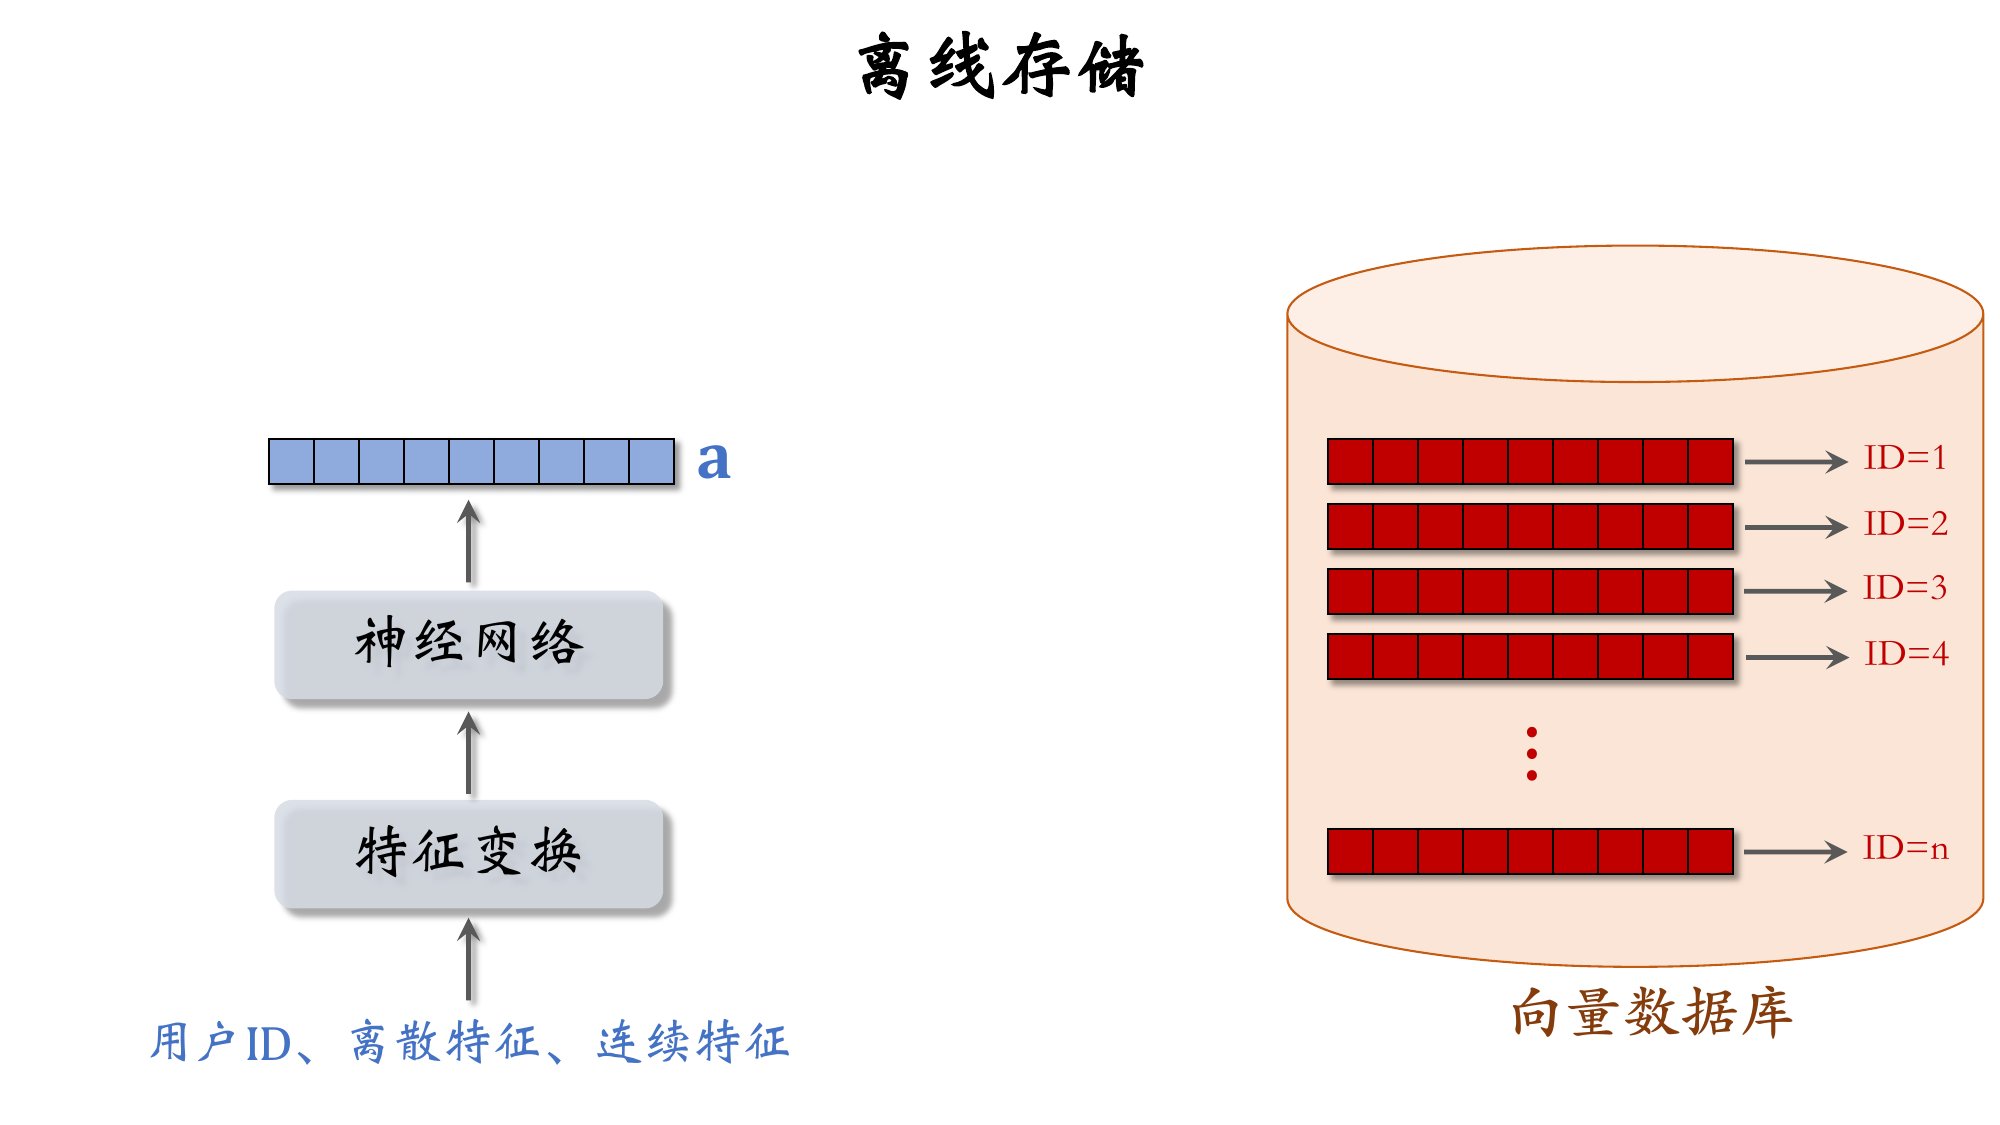 离线存储
a
神经网络
特征变换
用户ID、离散特征、连续特征
ID=1
ID=2
ID=3
ID=4
ID=n
向量数据库